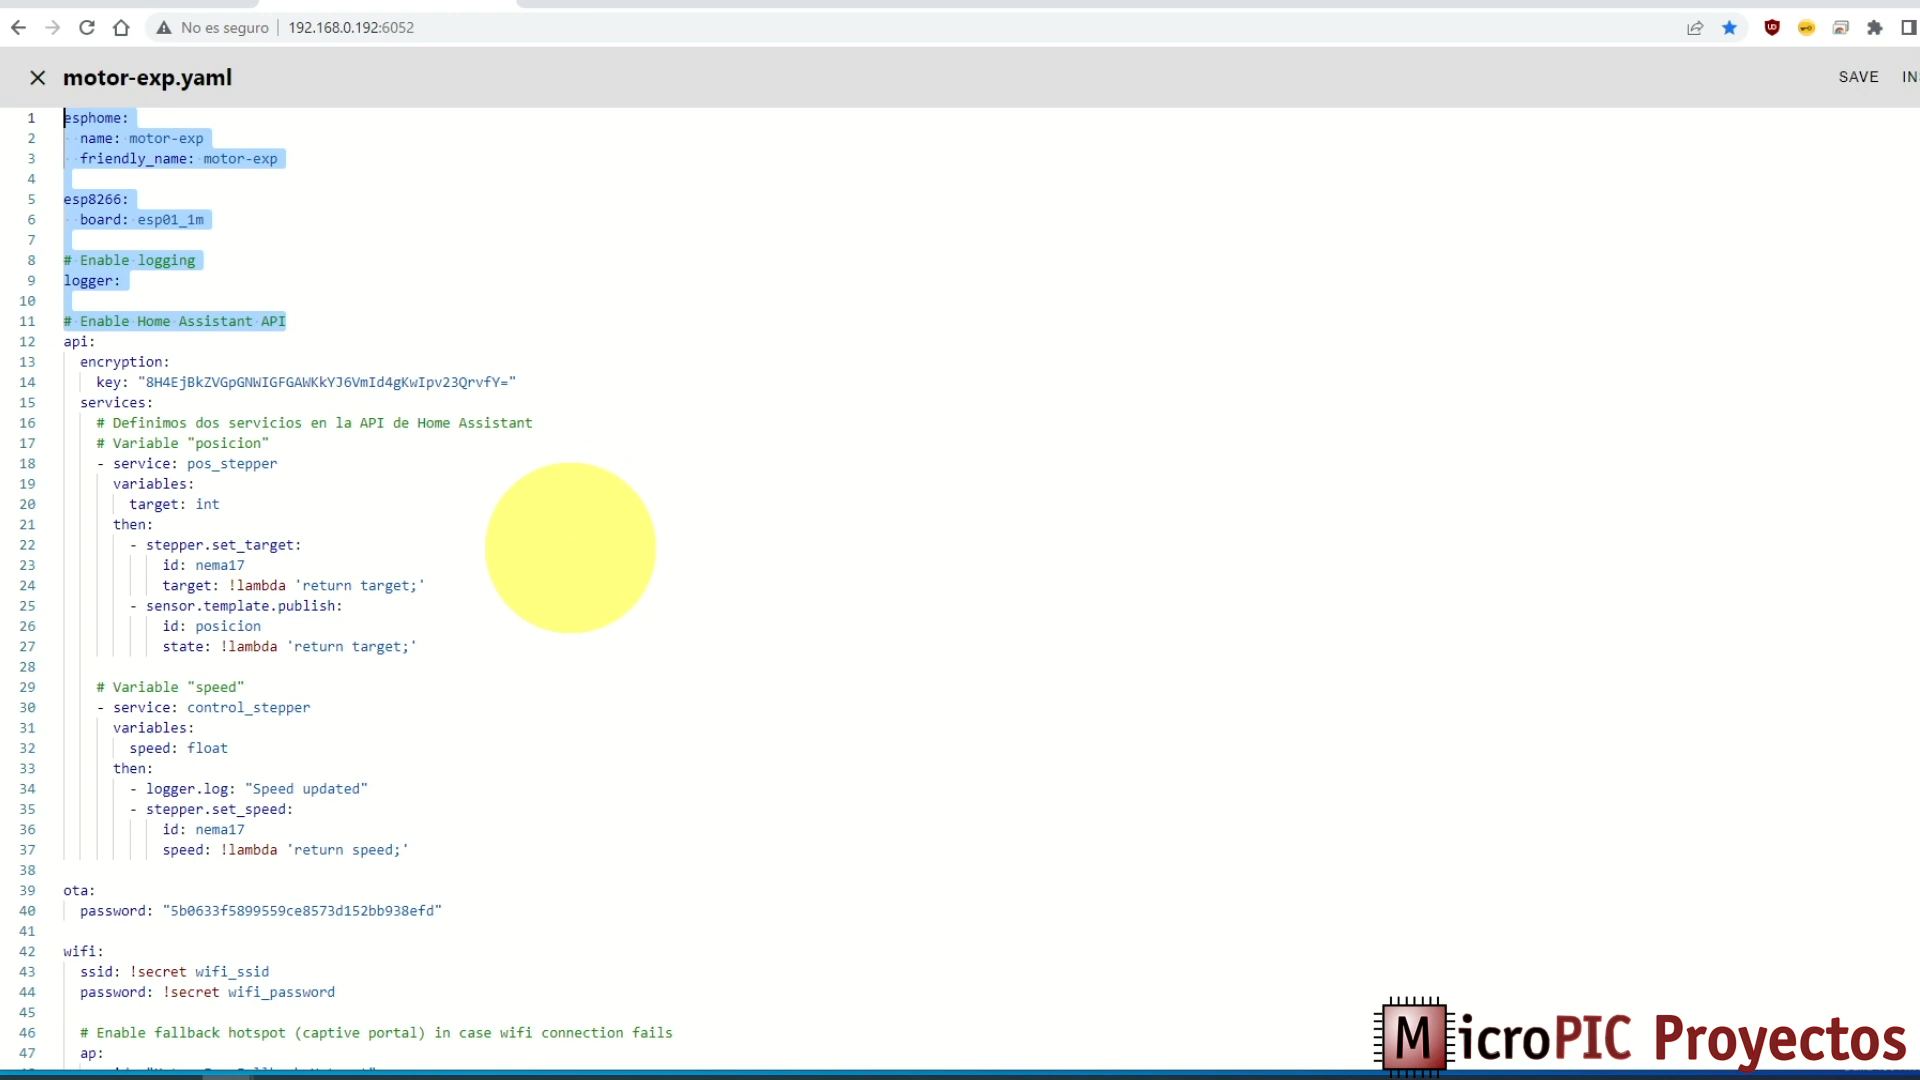 No es seguro | 192.168.0.192:6052
motor-exp.yaml
SAVE
IN
1 esphome:
2 name: motor-exp
3 friendly_name: motor-exp
4
5 esp8266:
6 board: esp01_1m
7
8 # Enable logging
9 logger:
10
11 # Enable Home Assistant API
12 api:
13 encryption:
14 key: "8H4EjBkZVGpGNWIGFGAWKkYJ6VmId4gKwIpv23QrvfY="
15 services:
16 # Definimos dos servicios en la API de Home Assistant
17 # Variable "posicion"
18 - service: pos_stepper
19 variables:
20 target: int
21 then:
22 - stepper.set_target:
23 id: nema17
24 target: !lambda 'return target;'
25 - sensor.template.publish:
26 id: posicion
27 state: !lambda 'return target;'
28
29 # Variable "speed"
30 - service: control_stepper
31 variables:
32 speed: float
33 then:
34 - logger.log: "Speed updated"
35 - stepper.set_speed:
36 id: nema17
37 speed: !lambda 'return speed;'
38
39 ota:
40 password: "5b0633f5899559ce8573d152bb938efd"
41
42 wifi:
43 ssid: !secret wifi_ssid
44 password: !secret wifi_password
45
46 # Enable fallback hotspot (captive portal) in case wifi connection fails
47 ap:
MicroPIC Proyectos